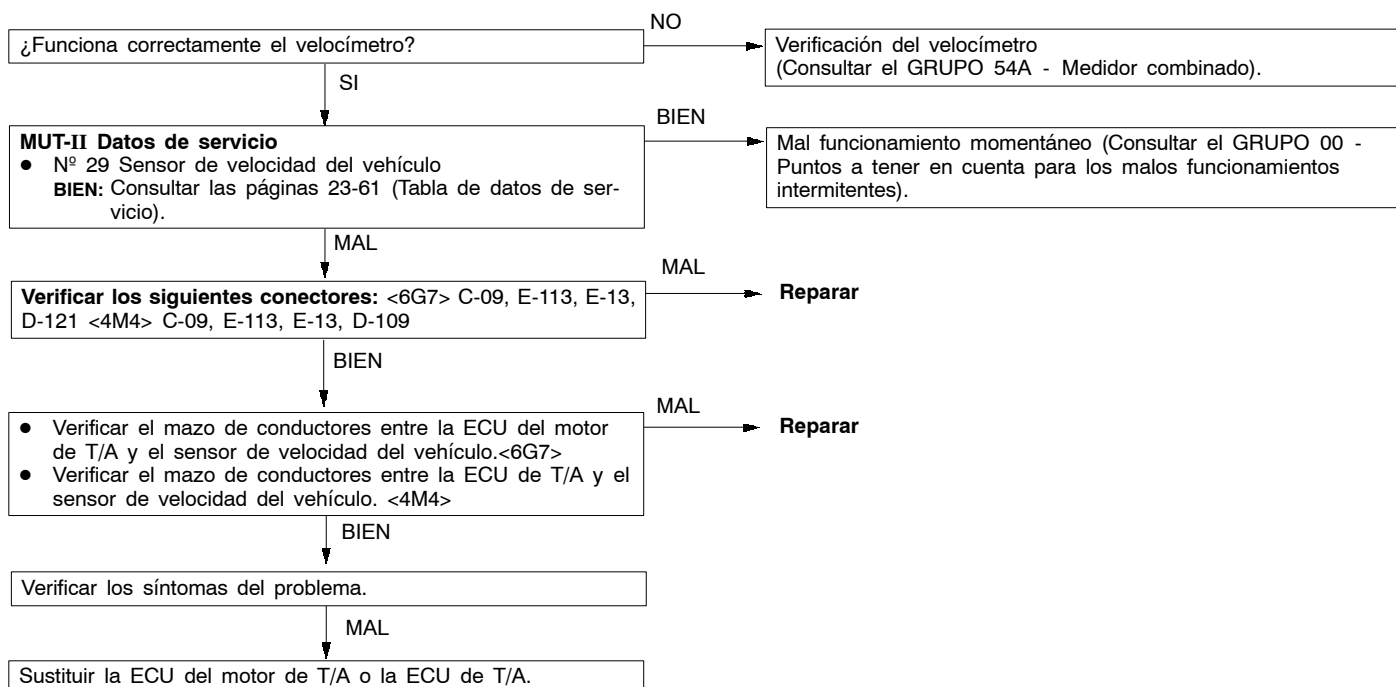 ¿Funciona correctamente el velocímetro?
NO
Verificación del velocímetro
(Consultar el GRUPO 54A - Medidor combinado).
SI
MUT-II Datos de servicio
● Nº 29 Sensor de velocidad del vehículo
BIEN: Consultar las páginas 23-61 (Tabla de datos de ser-
vicio).
BIEN
Mal funcionamiento momentáneo (Consultar el GRUPO 00 -
Puntos a tener en cuenta para los malos funcionamientos
intermitentes).
MAL
Verificar los siguientes conectores: <6G7> C-09, E-113, E-13,
D-121 <4M4> C-09, E-113, E-13, D-109
MAL
Reparar
BIEN
● Verificar el mazo de conductores entre la ECU del motor
de T/A y el sensor de velocidad del vehículo.<6G7>
● Verificar el mazo de conductores entre la ECU de T/A y el
sensor de velocidad del vehículo. <4M4>
MAL
Reparar
BIEN
Verificar los síntomas del problema.
MAL
Sustituir la ECU del motor de T/A o la ECU de T/A.